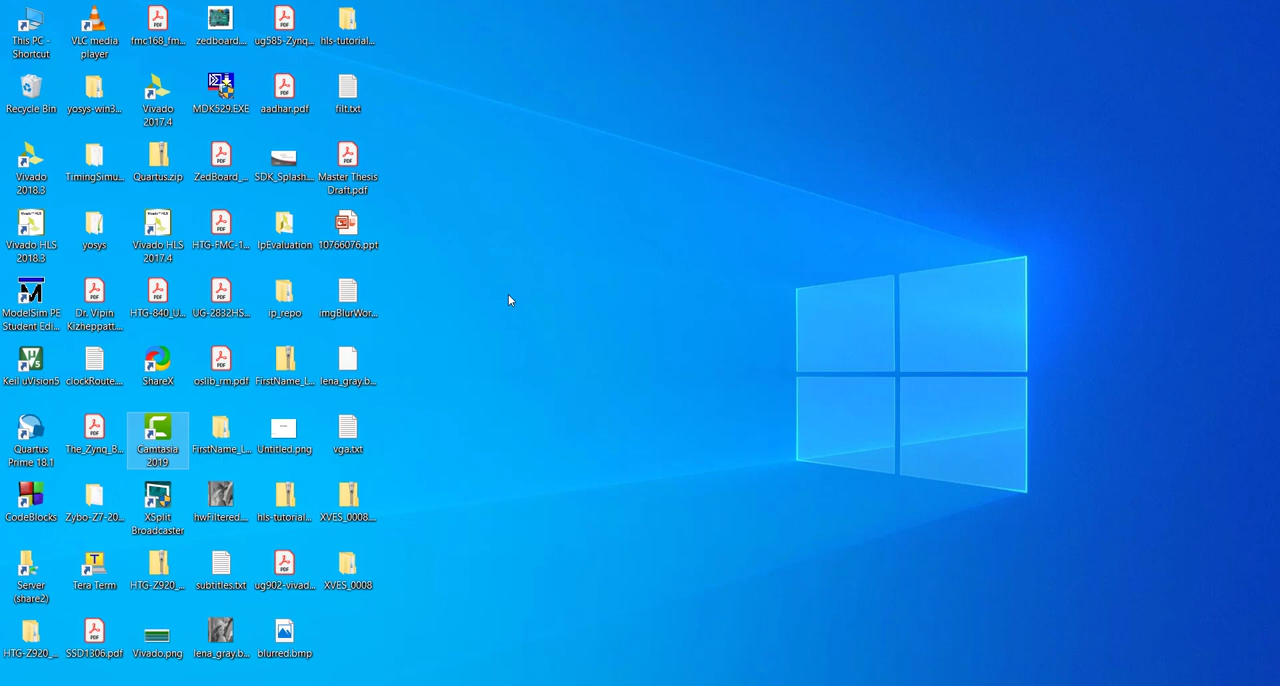 This PC -
Shortcut
VLC media
player
fmc168_fm...
zedboard....
ug585-Zynq...
hls-tutorial...
Recycle Bin
yosys-win3...
Vivado
2017.4
MDK529.EXE
aadhar.pdf
filt.txt
Vivado
2018.3
TimingSimu...
Quartus.zip
ZedBoard_...
SDK_Splash....
Master Thesis
Draft.pdf
Vivado HLS
2018.3
yosys
Vivado HLS
2017.4
HTG-FMC-1...
IpEvaluation
10766076.ppt
ModelSim PE
Student Edi...
Dr. Vipin
Kizheppatt....
HTG-840_U...
UG-2832HS...
ip_repo
imgBlurWor...
Keil uVision5
clockRoute....
ShareX
oslib_rm.pdf
FirstName_L...
lena_gray.b...
Quartus
Prime 18.1
The_Zynq_B...
Camtasia
2019
FirstName_L...
Untitled.png
vga.txt
CodeBlocks
Zybo-Z7-20...
XSplit
Broadcaster
hwFiltered....
hls-tutorial...
XVES_0008....
Server
(share2)
Tera Term
HTG-Z920_...
subtitles.txt
ug902-vivad...
XVES_0008
HTG-Z920_...
SSD1306.pdf
Vivado.png
lena_gray.b...
blurred.bmp